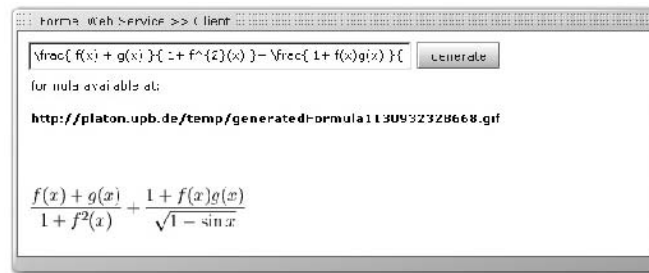 Formel Web Service >> Client
\frac{ f(x) + g(x) }{ 1+ f^{2}(x) }+ \frac{ 1+ f(x)g(x) }{
Generate
formula available at:
http://platon.upb.de/temp/generatedFormula1130932328668.gif
f(x) + g(x) / 1 + f²(x) + 1 + f(x)g(x) / √1 − sin x